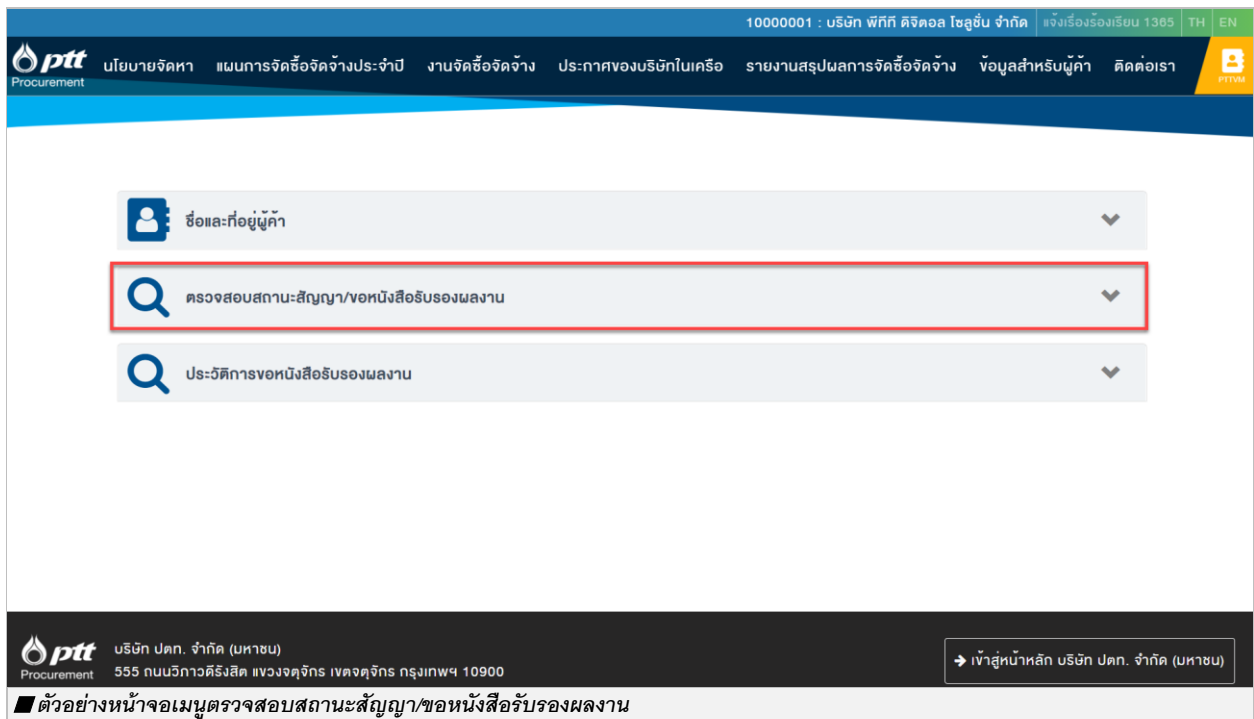 10000001 : บริษัท พีทีที ดิจิตอล โซลูชั่น จำกัด แจ้งเรื่องร้องเรียน 1365 TH EN
ptt นโยบายจัดหา แผนการจัดซื้อจัดจ้างประจำปี งานจัดซื้อจัดจ้าง ประกาศของบริษัทในเครือ รายงานสรุปผลการจัดซื้อจัดจ้าง ข้อมูลสำหรับผู้ค้า ติดต่อเรา
Procurement PTTVM
ชื่อและที่อยู่ผู้ค้า
ตรวจสอบสถานะสัญญา/ขอหนังสือรับรองผลงาน
ประวัติการขอหนังสือรับรองผลงาน
ptt บริษัท ปตท. จำกัด (มหาชน)
Procurement 555 ถนนวิภาวดีรังสิต แขวงจตุจักร เขตจตุจักร กรุงเทพฯ 10900
เข้าสู่หน้าหลัก บริษัท ปตท. จำกัด (มหาชน)
ตัวอย่างหน้าจอเมนูตรวจสอบสถานะสัญญา/ขอหนังสือรับรองผลงาน